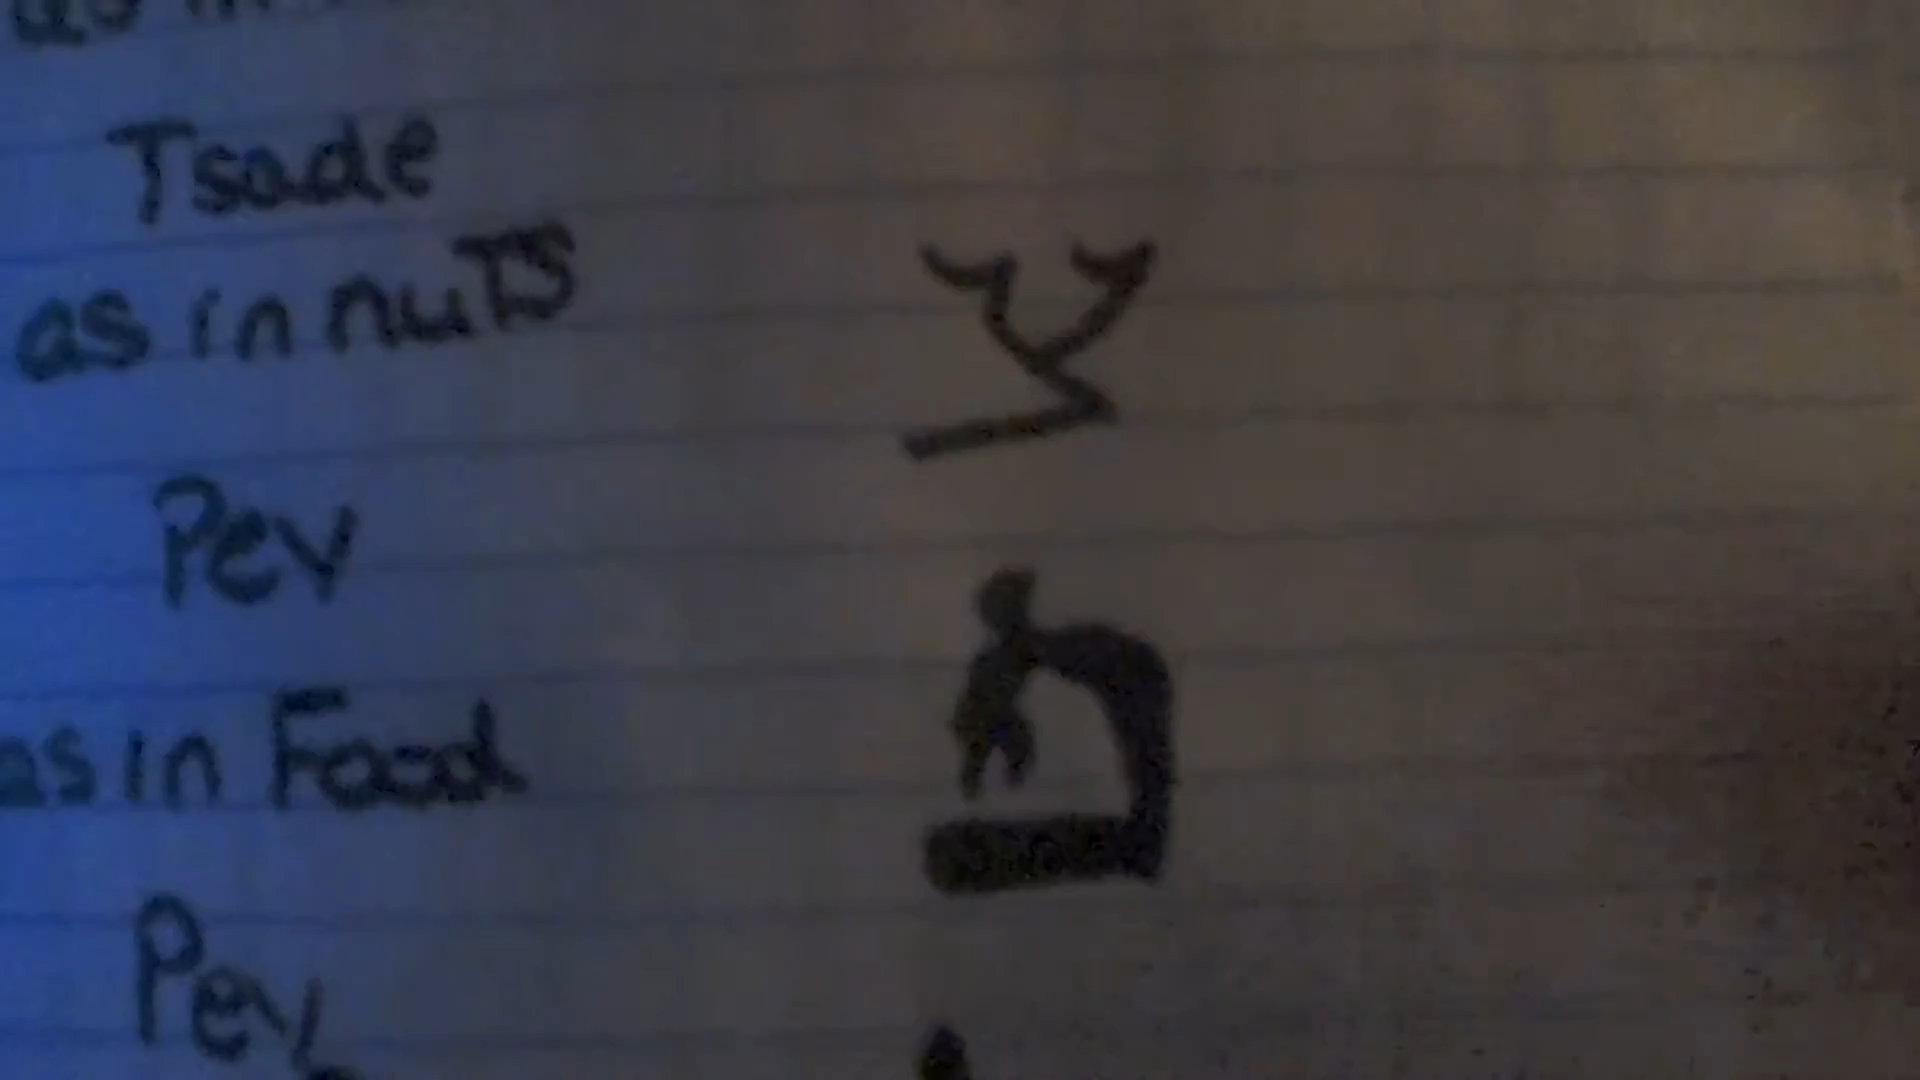 Tsade
as in nuTS
צ
Pey
as in Food
פ
Pey